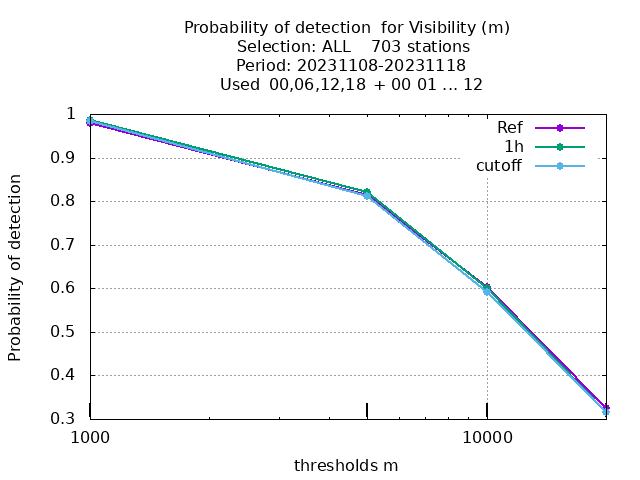 Probability of detection  for Visibility (m)
Selection: ALL    703 stations
Period: 20231108-20231118
Used  00,06,12,18  + 00 01 ... 12
Ref
1h
cutoff
Probability of detection
1
0.9
0.8
0.7
0.6
0.5
0.4
0.3
1000
10000
thresholds m